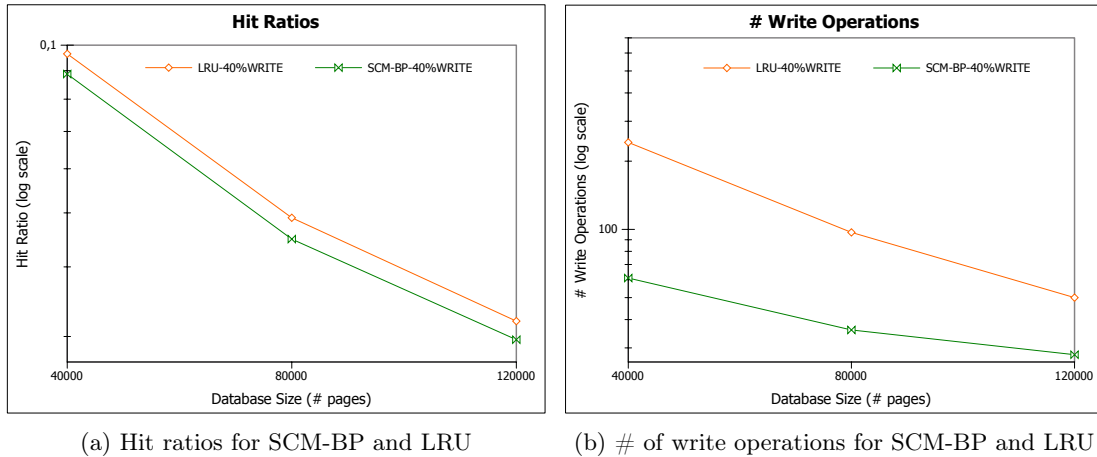 Hit Ratios
0,1
LRU-40%WRITE
SCM-BP-40%WRITE
Hit Ratio (log scale)
40000
80000
120000
Database Size (# pages)
(a) Hit ratios for SCM-BP and LRU
# Write Operations
LRU-40%WRITE
SCM-BP-40%WRITE
# Write Operations (log scale)
100
40000
80000
120000
Database Size (# pages)
(b) # of write operations for SCM-BP and LRU